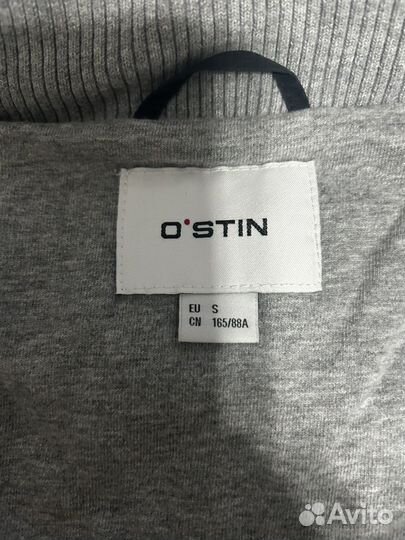 O'STIN
EU S
CN 165/88A
Avito